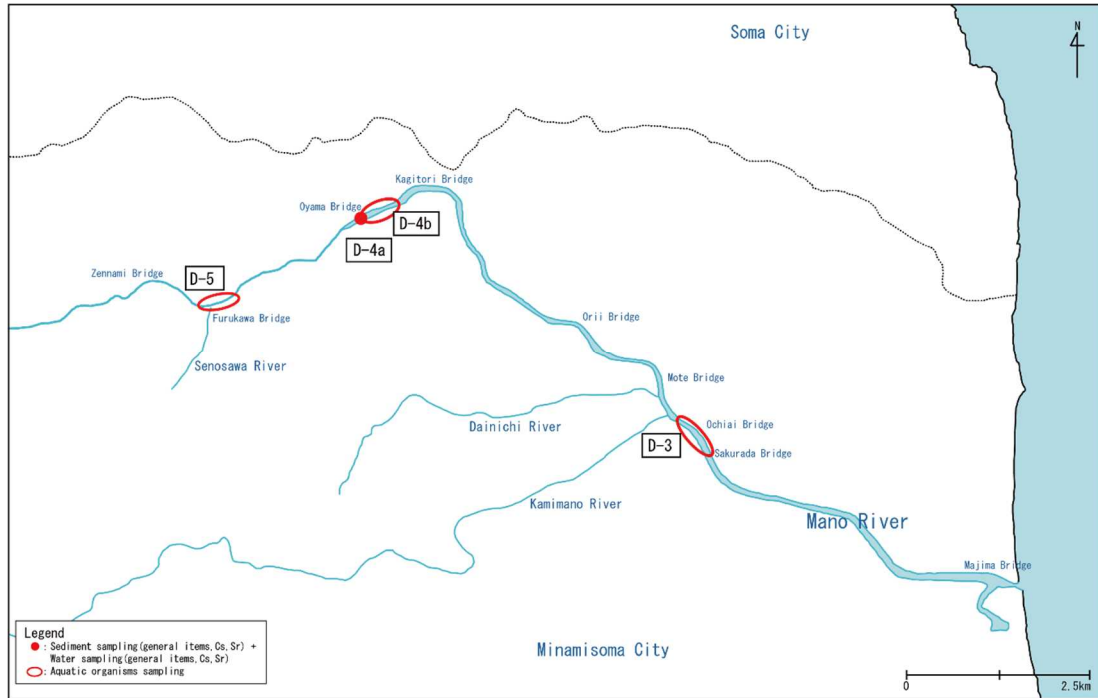 Soma City
N
Kagitori Bridge
Oyama Bridge
D-4b
D-4a
Zennami Bridge
D-5
Furukawa Bridge
Orii Bridge
Senosawa River
Mote Bridge
Dainichi River
Ochiai Bridge
D-3
Sakurada Bridge
Kamimano River
Mano River
Majima Bridge
Legend
: Sediment sampling(general items, Cs, Sr) +
Water sampling(general items, Cs, Sr)
: Aquatic organisms sampling
Minamisoma City
0 2.5km